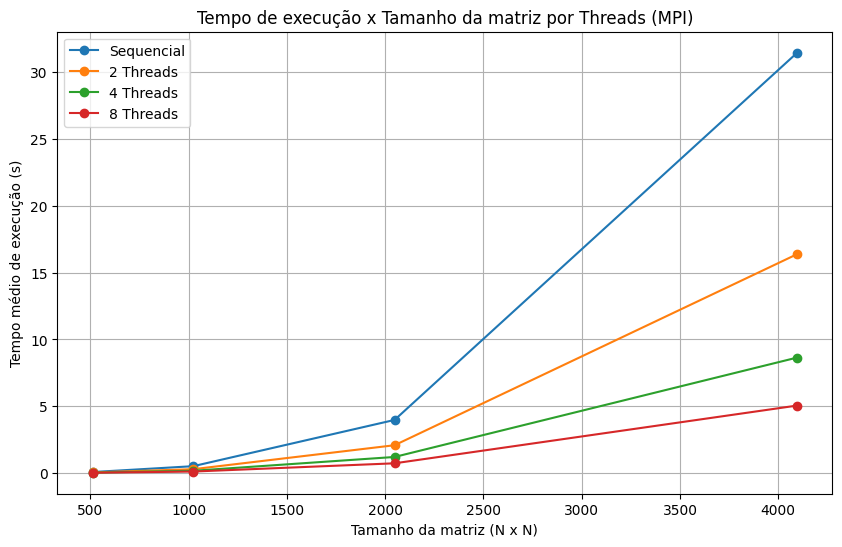 Tempo de execução x Tamanho da matriz por Threads (MPI)
Sequencial
2 Threads
4 Threads
8 Threads
Tempo médio de execução (s)
30
25
20
15
10
5
0
500 1000 1500 2000 2500 3000 3500 4000
Tamanho da matriz (N x N)